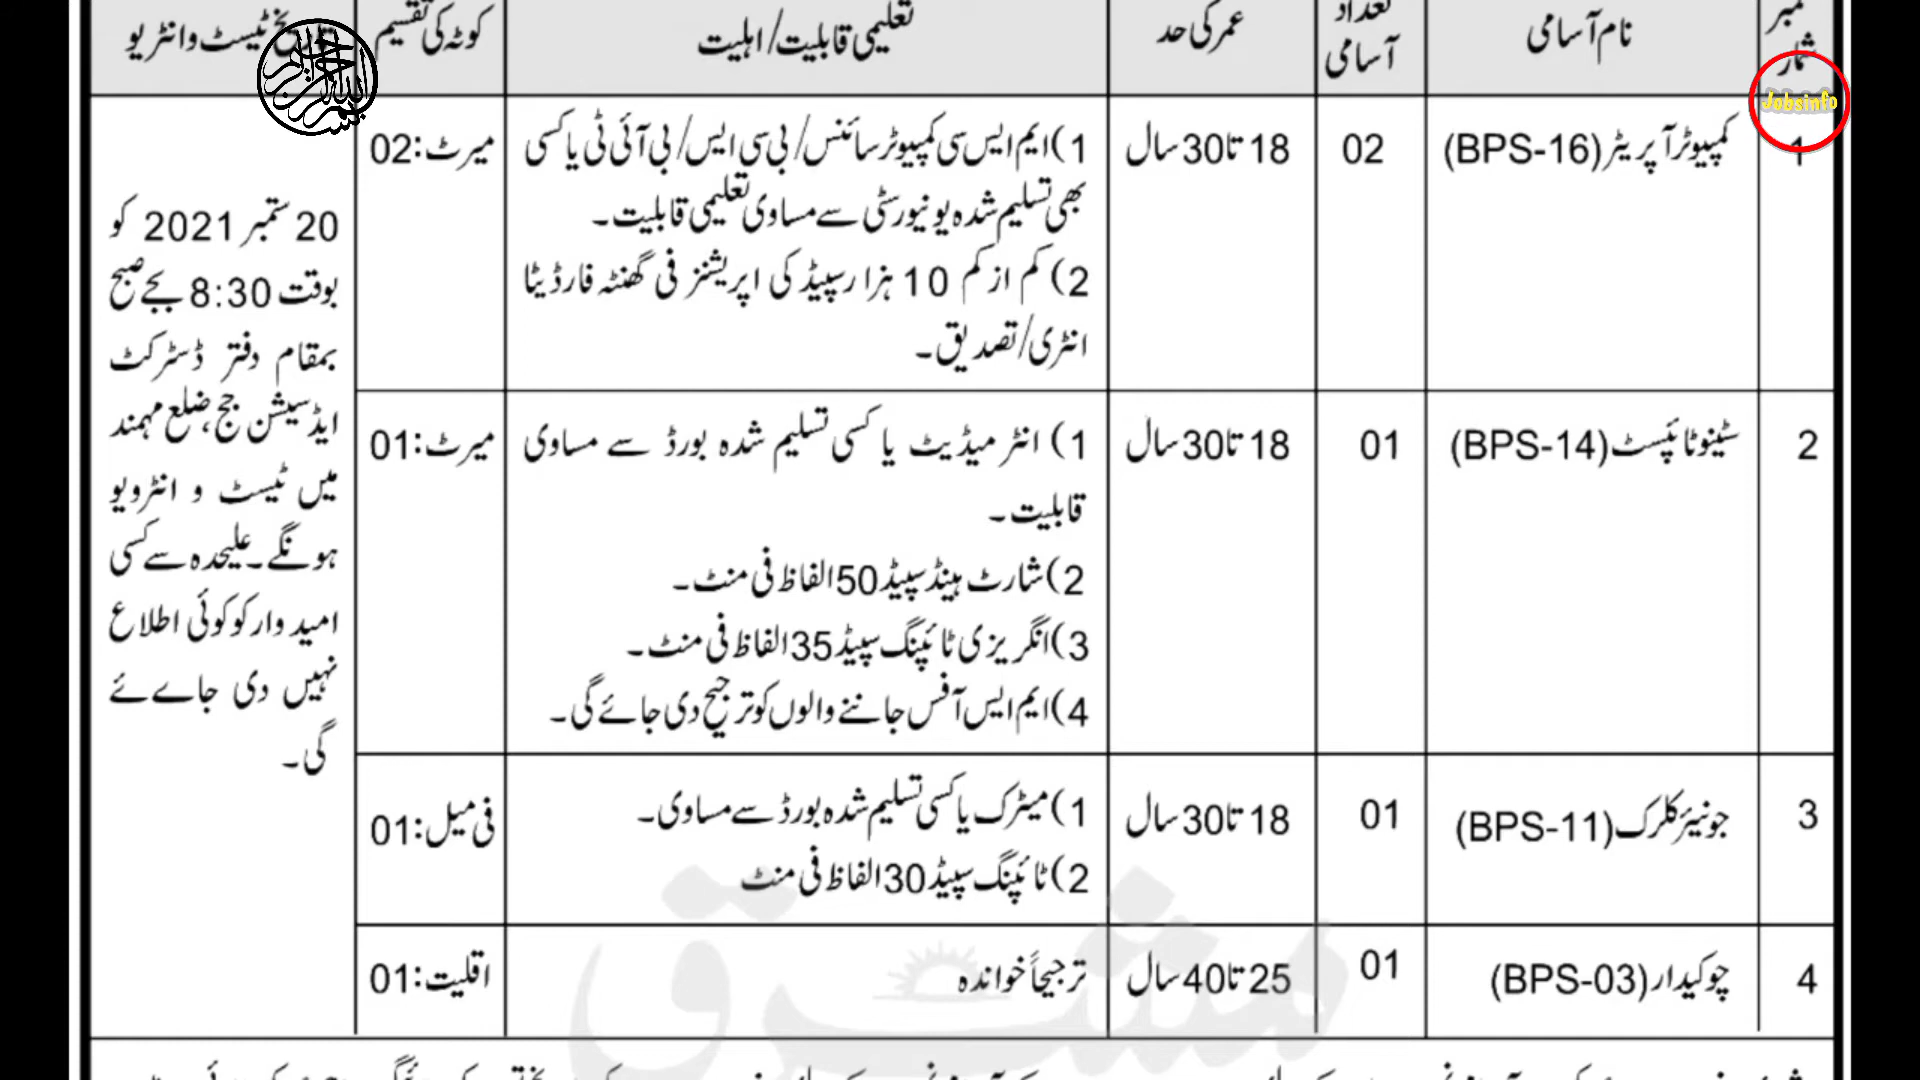 نمبر شمار
نام آسامی
تعداد آسامی
عمر کی حد
تعلیمی قابلیت/اہلیت
کوٹہ کی تقسیم
ٹیسٹ و انٹریو
Jobsinfo
1
کمپیوٹر آپریٹر (BPS-16)
02
18 تا 30 سال
1) ایم ایس سی کمپیوٹر سائنس/بی سی ایس/بی آئی ٹی یا کسی
بھی تسلیم شدہ یونیورسٹی سے مساوی تعلیمی قابلیت۔
2) کم از کم 10 ہزار سپیڈ کی اپریشنز فی گھنٹہ فار ڈیٹا
انٹری/تصدیق۔
میرٹ:02
20 ستمبر 2021 کو
بوقت 8:30 بجے صبح
بمقام دفتر ڈسٹرکٹ
ایڈسیشن جج، ضلع مہمند
میں ٹیسٹ و انٹرویو
ہونگے۔ علیحدہ سے کسی
امیدوار کو کوئی اطلاع
نہیں دی جاےئے
گی۔
2
سٹینو ٹائپسٹ (BPS-14)
01
18 تا 30 سال
1) انٹر میڈیٹ یا کسی تسلیم شدہ بورڈ سے مساوی
قابلیت۔
2) شارٹ ہینڈ سپیڈ 50 الفاظ فی منٹ۔
3) انگریزی ٹائپنگ سپیڈ 35 الفاظ فی منٹ۔
4) ایم ایس آفس جاننے والوں کو ترجیح دی جائے گی۔
میرٹ:01
3
جونیئر کلرک (BPS-11)
01
18 تا 30 سال
1) میٹرک یا کسی تسلیم شدہ بورڈ سے مساوی۔
2) ٹائپنگ سپیڈ 30 الفاظ فی منٹ
فی میل:01
4
چوکیدار (BPS-03)
01
25 تا 40 سال
ترجیحاً خواندہ
اقلیت:01
مشرق